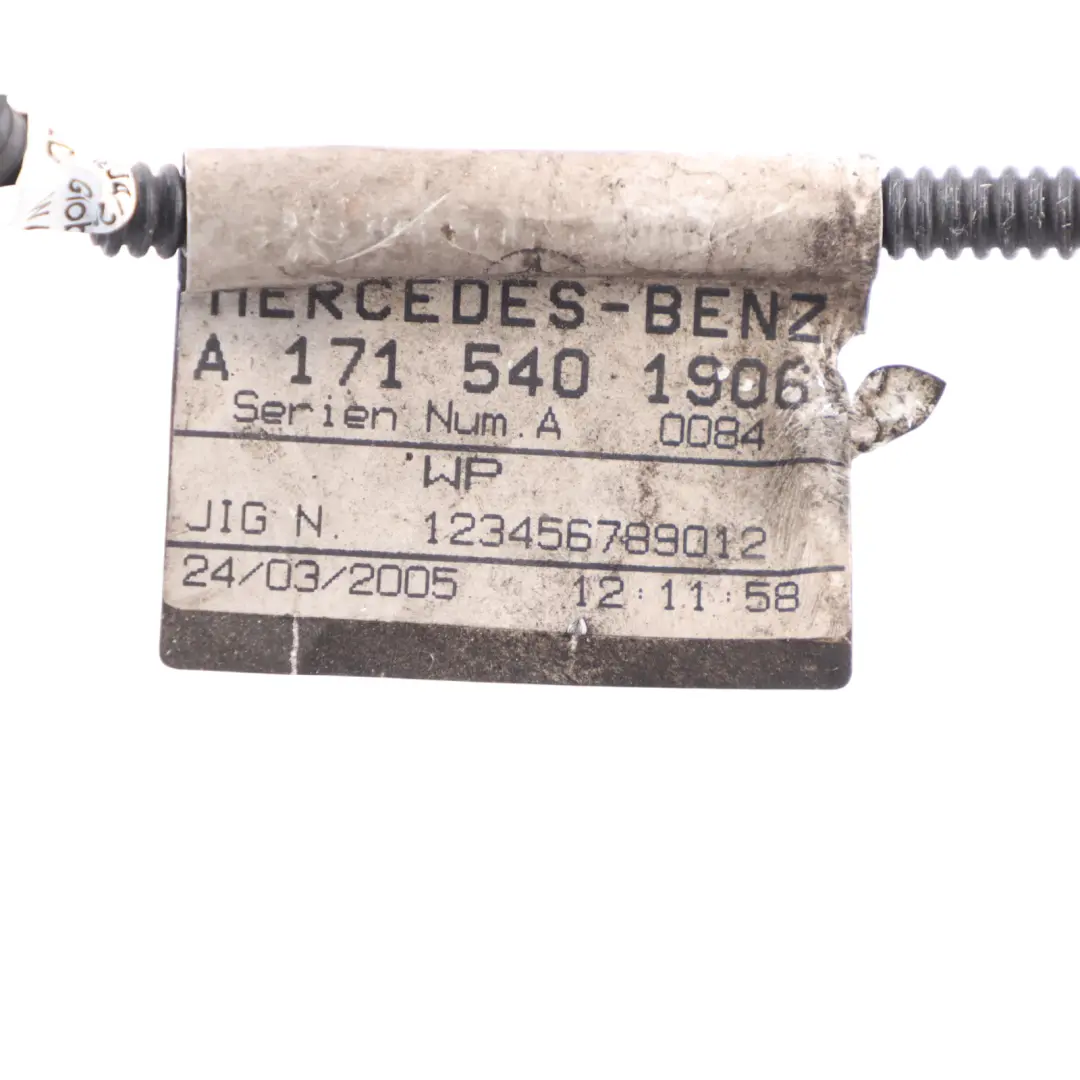 MERCEDES-BENZ
A 171 540 1906
Serien Num.A 0084
WP
JIG N. 123456789012
24/03/2005 12:11:58